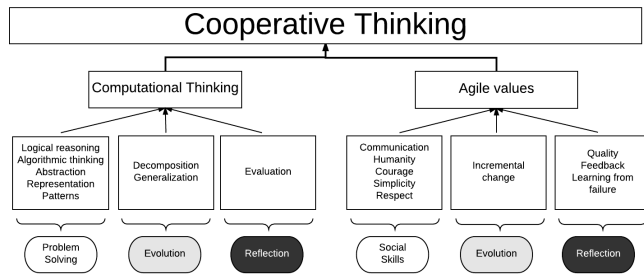 Cooperative Thinking
Computational Thinking
Agile values
Logical reasoning
Algorithmic thinking
Abstraction
Representation
Patterns
Decomposition
Generalization
Evaluation
Communication
Humanity
Courage
Simplicity
Respect
Incremental
change
Quality
Feedback
Learning from
failure
Problem
Solving
Evolution
Reflection
Social
Skills
Evolution
Reflection